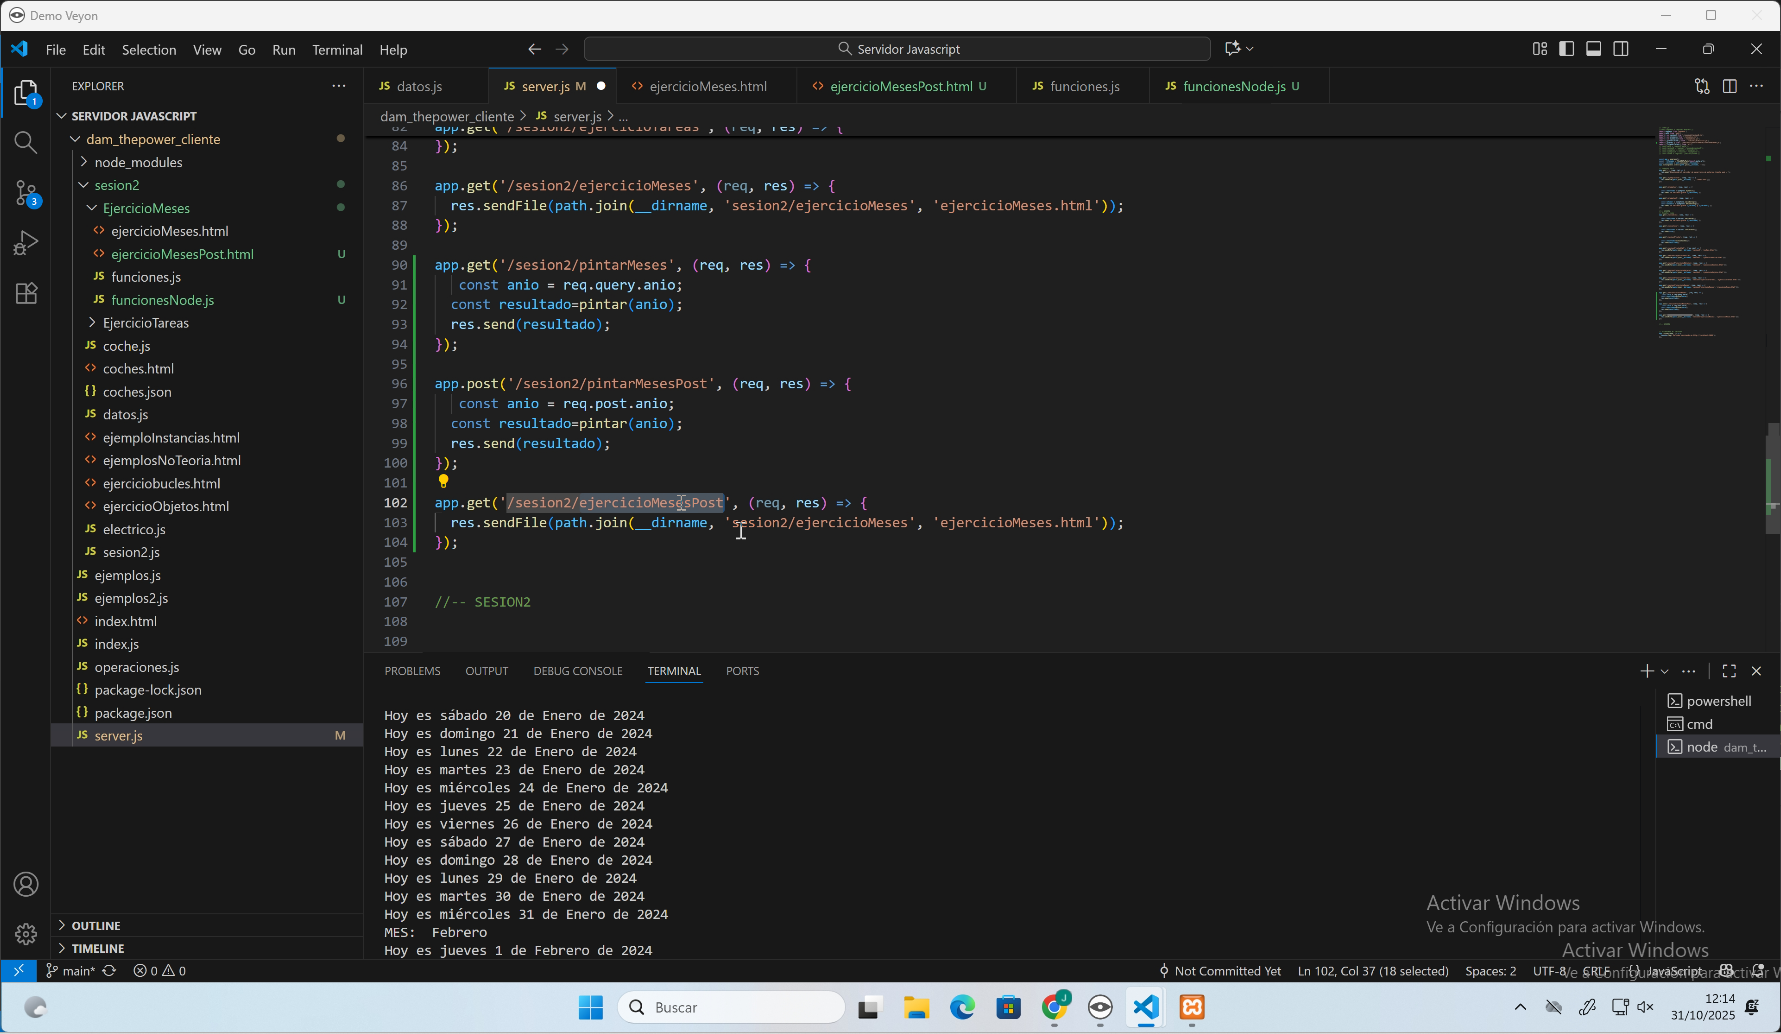 Demo Veyon
File Edit Selection View Go Run Terminal Help
Servidor Javascript
EXPLORER
datos.js
server.js M
ejercicioMeses.html
ejercicioMesesPost.html U
funciones.js
funcionesNode.js U
dam_thepower_cliente > server.js > ...
SERVIDOR JAVASCRIPT
dam_thepower_cliente
node_modules
sesion2
EjercicioMeses
ejercicioMeses.html
ejercicioMesesPost.html U
funciones.js
funcionesNode.js U
EjercicioTareas
coche.js
coches.html
coches.json
datos.js
ejemploInstancias.html
ejemplosNoTeoria.html
ejerciciobucles.html
ejercicioObjetos.html
electrico.js
sesion2.js
ejemplos.js
ejemplos2.js
index.html
index.js
operaciones.js
package-lock.json
package.json
server.js M
OUTLINE
TIMELINE
82 app.get('/sesion2/ejercicioTareas', (req, res) => {
84 });
85
86 app.get('/sesion2/ejercicioMeses', (req, res) => {
87 res.sendFile(path.join(__dirname, 'sesion2/ejercicioMeses', 'ejercicioMeses.html'));
88 });
89
90 app.get('/sesion2/pintarMeses', (req, res) => {
91 const anio = req.query.anio;
92 const resultado=pintar(anio);
93 res.send(resultado);
94 });
95
96 app.post('/sesion2/pintarMesesPost', (req, res) => {
97 const anio = req.post.anio;
98 const resultado=pintar(anio);
99 res.send(resultado);
100 });
101
102 app.get('/sesion2/ejercicioMesesPost', (req, res) => {
103 res.sendFile(path.join(__dirname, 'sesion2/ejercicioMeses', 'ejercicioMeses.html'));
104 });
105
106
107 //-- SESION2
108
109
PROBLEMS OUTPUT DEBUG CONSOLE TERMINAL PORTS
Hoy es sábado 20 de Enero de 2024
Hoy es domingo 21 de Enero de 2024
Hoy es lunes 22 de Enero de 2024
Hoy es martes 23 de Enero de 2024
Hoy es miércoles 24 de Enero de 2024
Hoy es jueves 25 de Enero de 2024
Hoy es viernes 26 de Enero de 2024
Hoy es sábado 27 de Enero de 2024
Hoy es domingo 28 de Enero de 2024
Hoy es lunes 29 de Enero de 2024
Hoy es martes 30 de Enero de 2024
Hoy es miércoles 31 de Enero de 2024
MES: Febrero
Hoy es jueves 1 de Febrero de 2024
powershell
cmd
node dam_t...
Activar Windows
Ve a Configuración para activar Windows.
Activar Windows
main* 0 0
Not Committed Yet Ln 102, Col 37 (18 selected) Spaces: 2 UTF-8 CRLF JavaScript
Buscar
12:14
31/10/2025